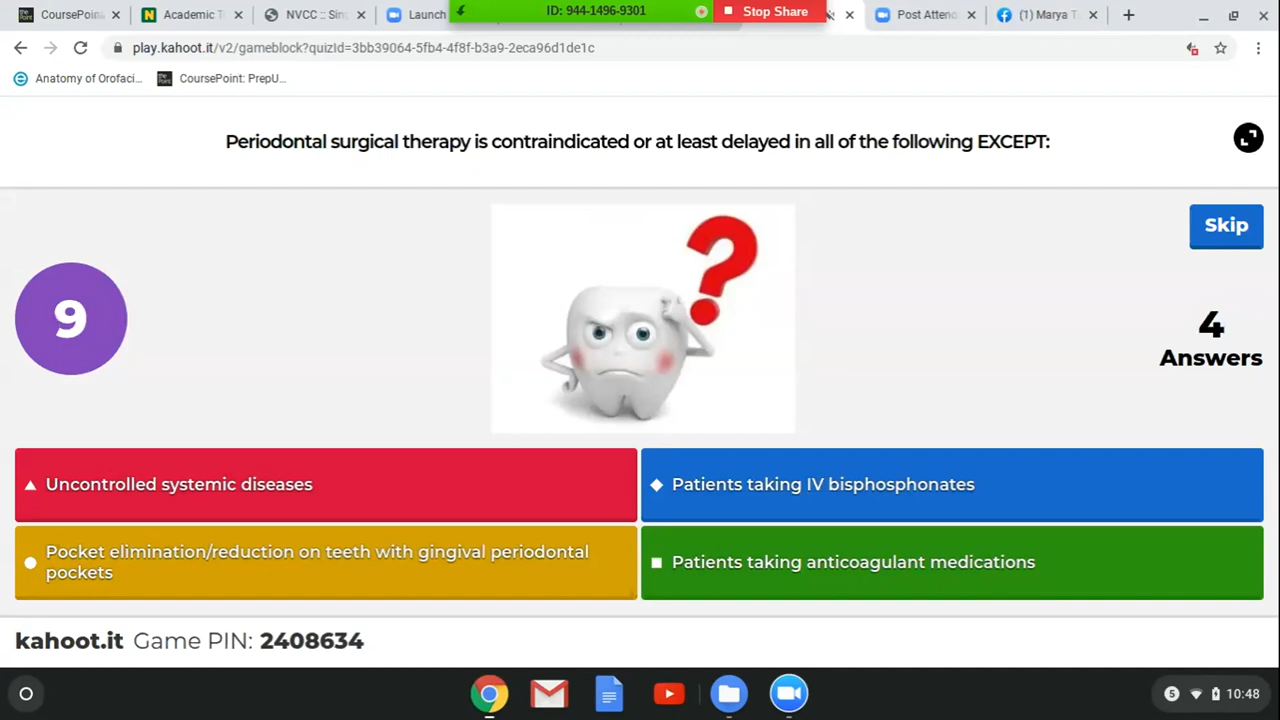 CoursePoin
Academic T
NVCC :: Sin
Launch
ID: 944-1496-9301
Stop Share
Post Atteno
(1) Marya T
play.kahoot.it/v2/gameblock?quizId=3bb39064-5fb4-4f8f-b3a9-2eca96d1de1c
Anatomy of Orofaci...
the Point
CoursePoint: PrepU...
Periodontal surgical therapy is contraindicated or at least delayed in all of the following EXCEPT:
Skip
9
4
Answers
Uncontrolled systemic diseases
Patients taking IV bisphosphonates
Pocket elimination/reduction on teeth with gingival periodontal
pockets
Patients taking anticoagulant medications
kahoot.it Game PIN: 2408634
5
10:48